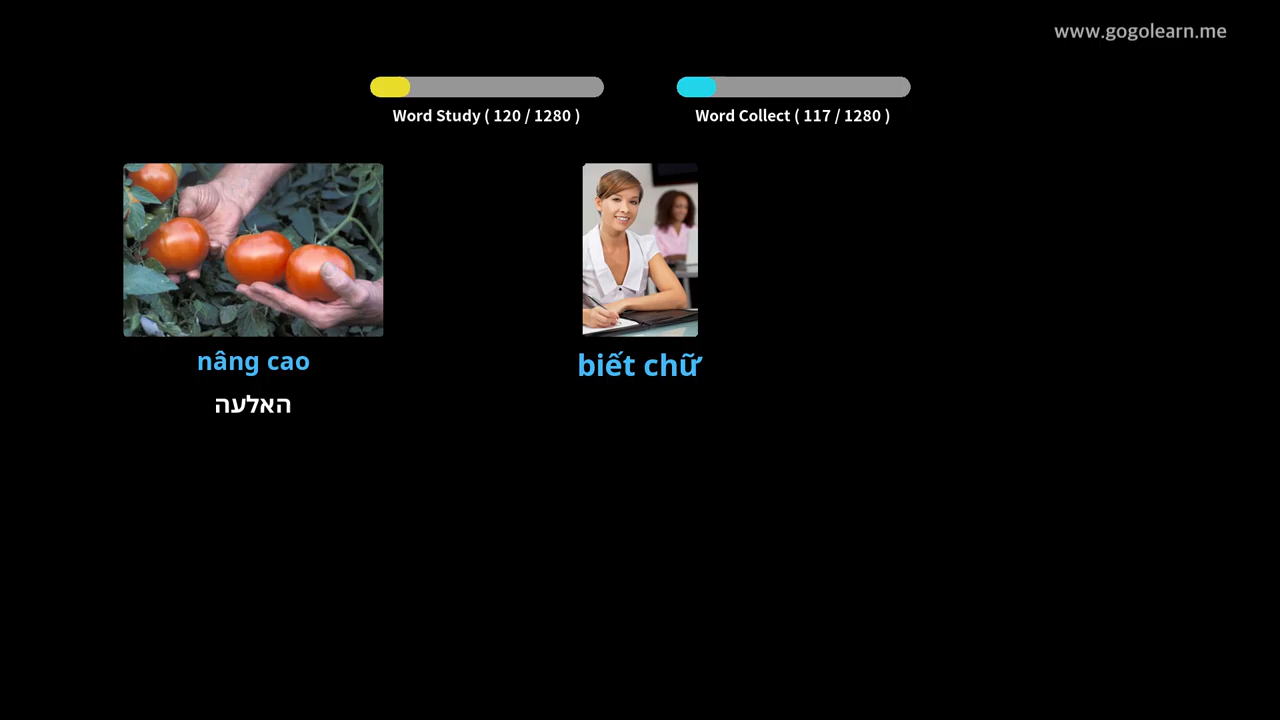 www.gogolearn.me
Word Study ( 120 / 1280 )
Word Collect ( 117 / 1280 )
nâng cao
biết chữ
האלעה